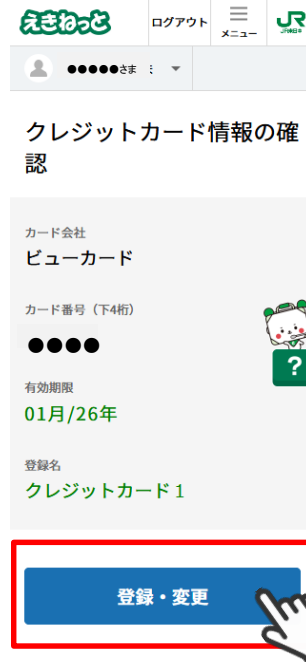 えきねっと
ログアウト
メニュー
JR
JR東日本
●●●●●さま
クレジットカード情報の確
認
カード会社
ビューカード
カード番号（下4桁）
●●●●
有効期限
01月/26年
登録名
クレジットカード1
?
登録・変更